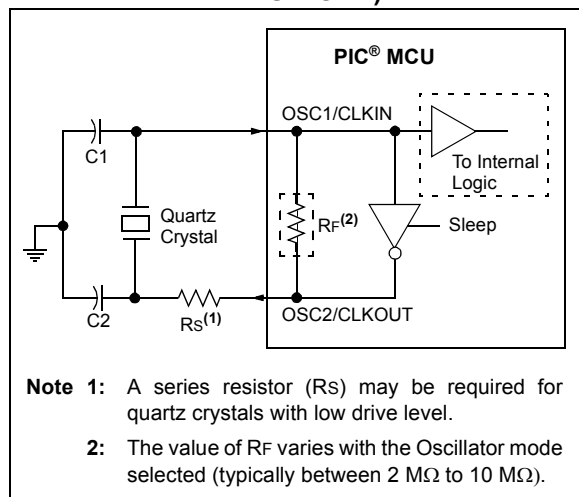 PIC® MCU
OSC1/CLKIN
C1
To Internal
Logic
Quartz
Crystal
RF(2)
Sleep
C2
RS(1)
OSC2/CLKOUT
Note 1: A series resistor (RS) may be required for
quartz crystals with low drive level.
2: The value of RF varies with the Oscillator mode
selected (typically between 2 MΩ to 10 MΩ).